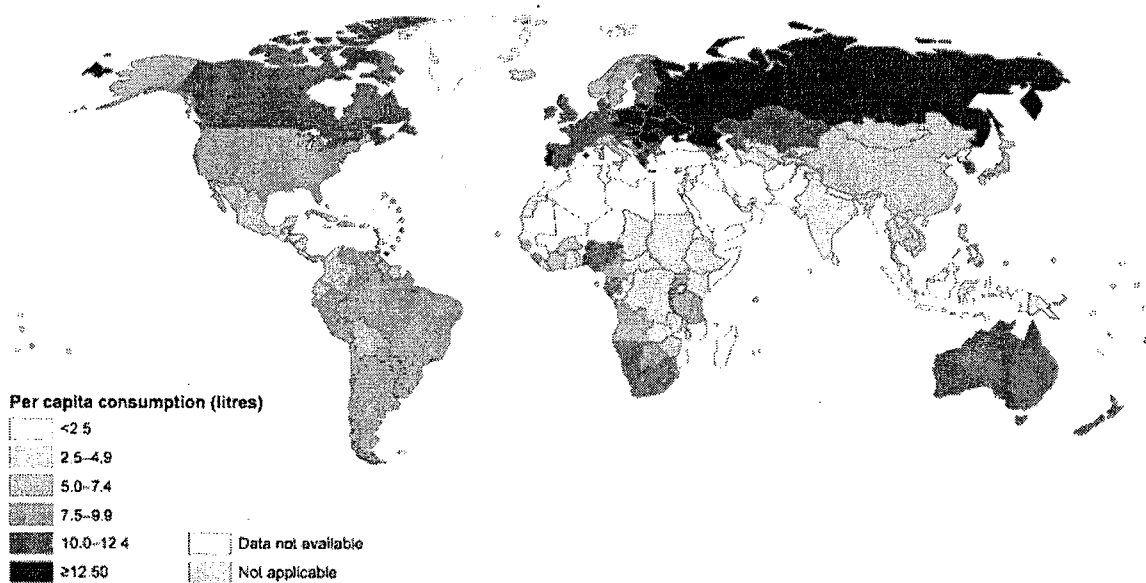 Per capita consumption (litres)
<2.5
2.5–4.9
5.0–7.4
7.5–9.9
10.0–12.4
≥12.50
Data not available
Not applicable